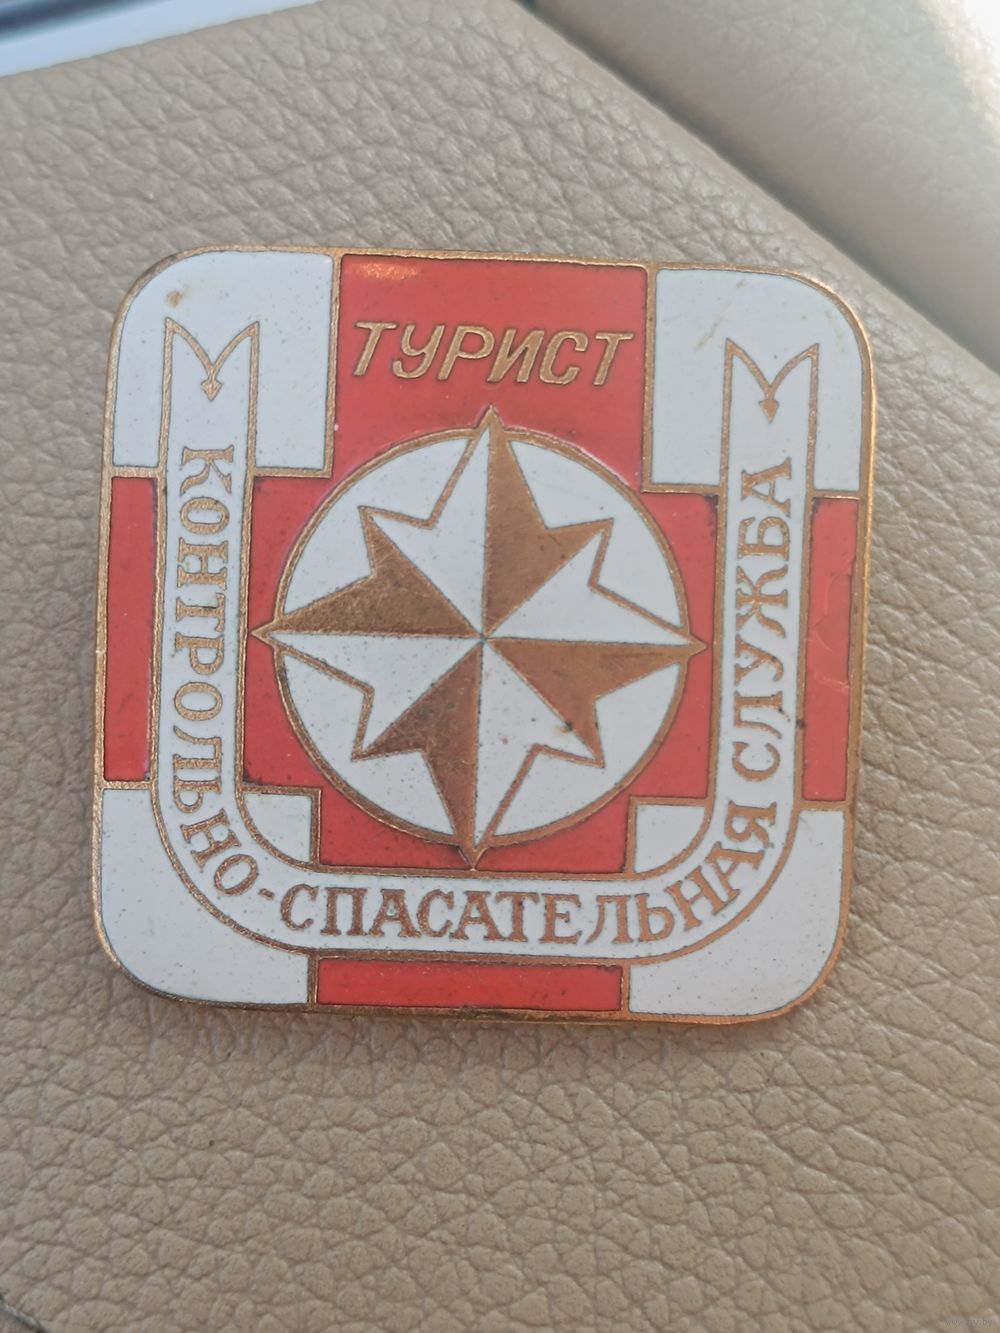 ТУРИСТ
КОНТРОЛЬНО-СПАСАТЕЛЬНАЯ СЛУЖБА